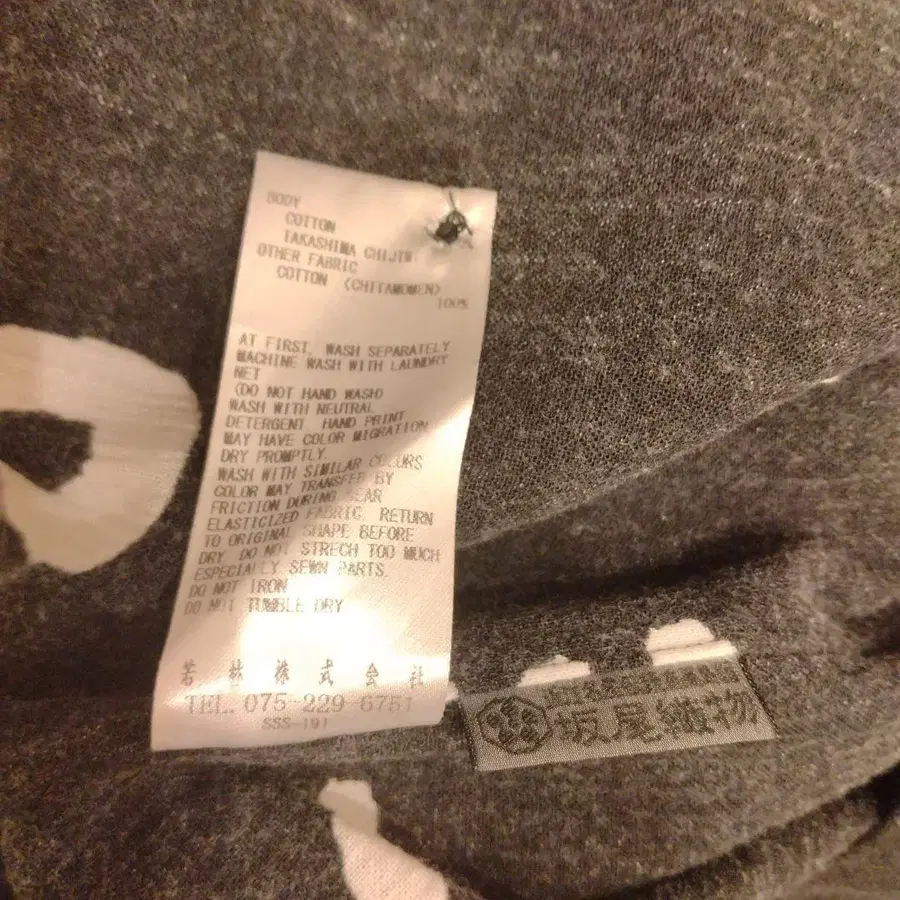 BODY
COTTON
TAKASHIMA CHIJIMI
OTHER FABRIC
COTTON (CHITAMOMEN)
100%
AT FIRST, WASH SEPARATELY
MACHINE WASH WITH LAUNDRY
NET
(DO NOT HAND WASH)
WASH WITH NEUTRAL
DETERGENT. HAND PRINT
MAY HAVE COLOR MIGRATION
DRY PROMPTLY.
WASH WITH SIMILAR COLOURS
COLOR MAY TRANSFER BY
FRICTION DURING WEAR
ELASTICIZED FABRIC, RETURN
TO ORIGINAL SHAPE BEFORE
DRY. DO NOT STRECH TOO MUCH
ESPECIALLY SEWN PARTS.
DO NOT IRON
DO NOT TUMBLE DRY
若林株式会社
TEL. 075-229-6751
SSS-191
坂尾織物